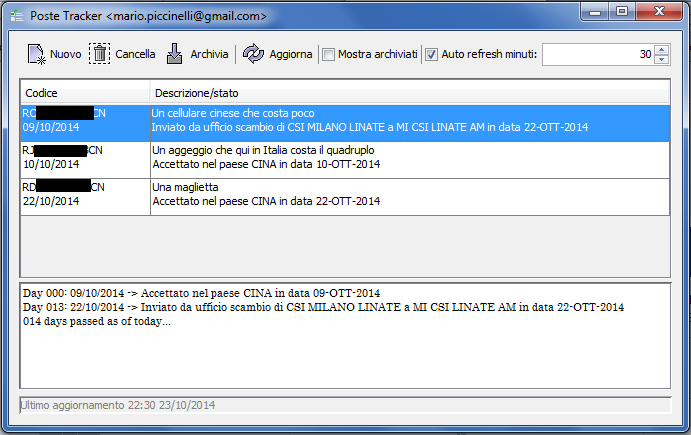 Poste Tracker <mario.piccinelli@gmail.com>
Nuovo Cancella Archivia Aggiorna Mostra archiviati Auto refresh minuti: 30
Codice Descrizione/stato
RC CN Un cellulare cinese che costa poco
09/10/2014 Inviato da ufficio scambio di CSI MILANO LINATE a MI CSI LINATE AM in data 22-OTT-2014
RJ CN Un aggeggio che qui in Italia costa il quadruplo
10/10/2014 Accettato nel paese CINA in data 10-OTT-2014
RD CN Una maglietta
22/10/2014 Accettato nel paese CINA in data 22-OTT-2014
Day 000: 09/10/2014 -> Accettato nel paese CINA in data 09-OTT-2014
Day 013: 22/10/2014 -> Inviato da ufficio scambio di CSI MILANO LINATE a MI CSI LINATE AM in data 22-OTT-2014
014 days passed as of today...
Ultimo aggiornamento 22:30 23/10/2014